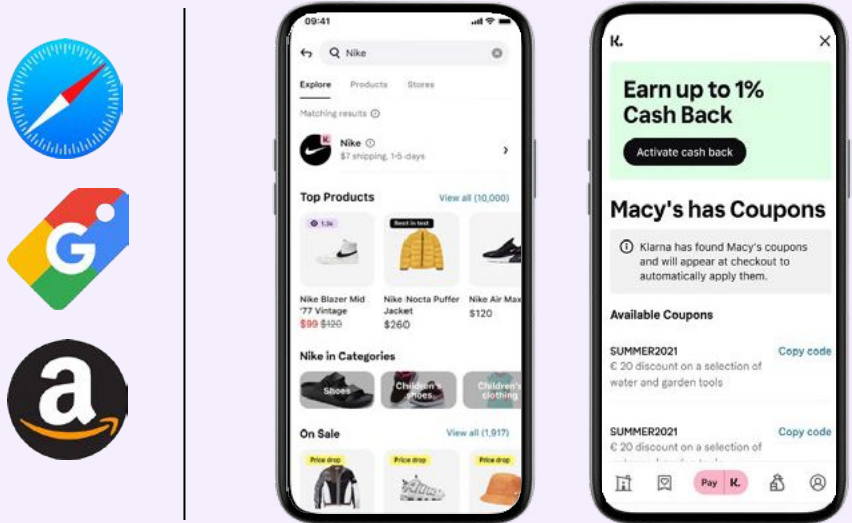 G
a
09:41
Nike
Explore Products Stores
Matching results
K.
Nike
$7 shipping, 1-5 days
Top Products View all (10,000)
1.3k
Best in test
Nike Blazer Mid '77 Vintage
$99 $120
Nike Nocta Puffer Jacket
$260
Nike Air Max
$120
Nike in Categories
Shoes
Children's shoes
Children's clothing
On Sale View all (1,917)
Price drop
Price drop
Price drop
K.
Earn up to 1%
Cash Back
Activate cash back
Macy's has Coupons
Klarna has found Macy's coupons
and will appear at checkout to
automatically apply them.
Available Coupons
SUMMER2021 Copy code
€ 20 discount on a selection of
water and garden tools
SUMMER2021 Copy code
€ 20 discount on a selection of
Pay K.